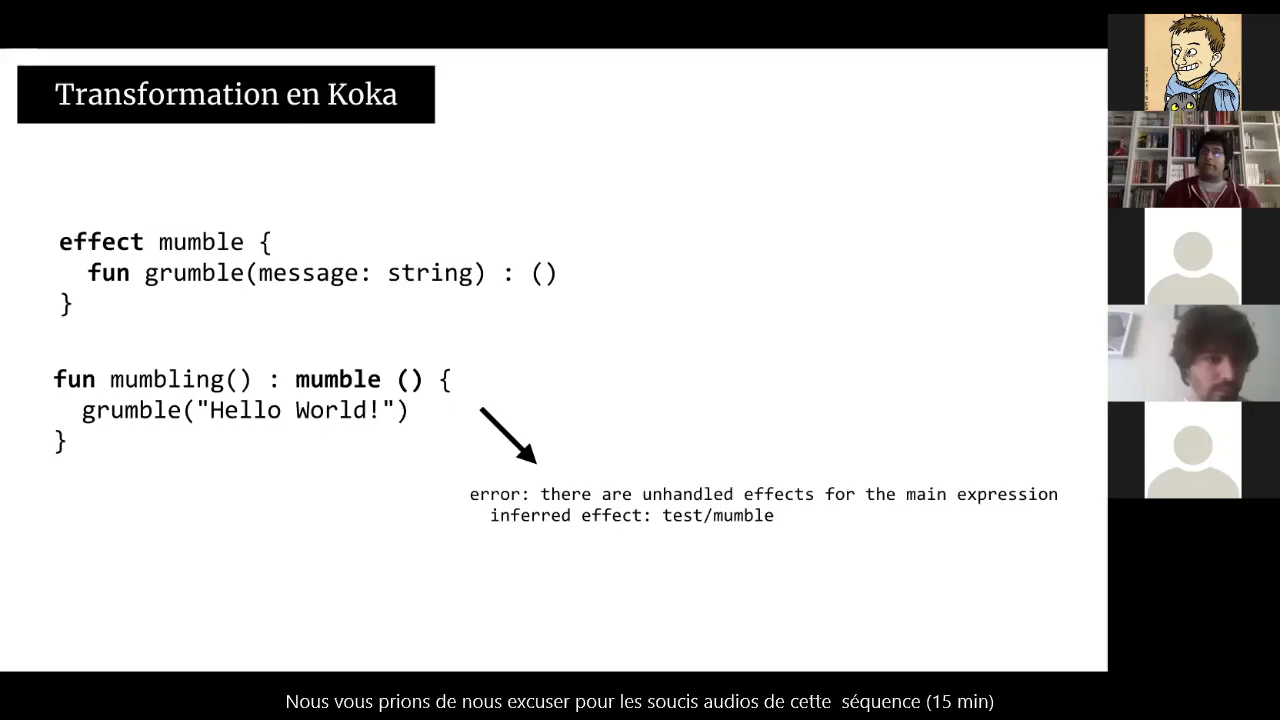 Transformation en Koka
effect mumble {
fun grumble(message: string) : ()
}
fun mumbling() : mumble () {
grumble("Hello World!")
}
error: there are unhandled effects for the main expression
inferred effect: test/mumble
Nous vous prions de nous excuser pour les soucis audios de cette séquence (15 min)